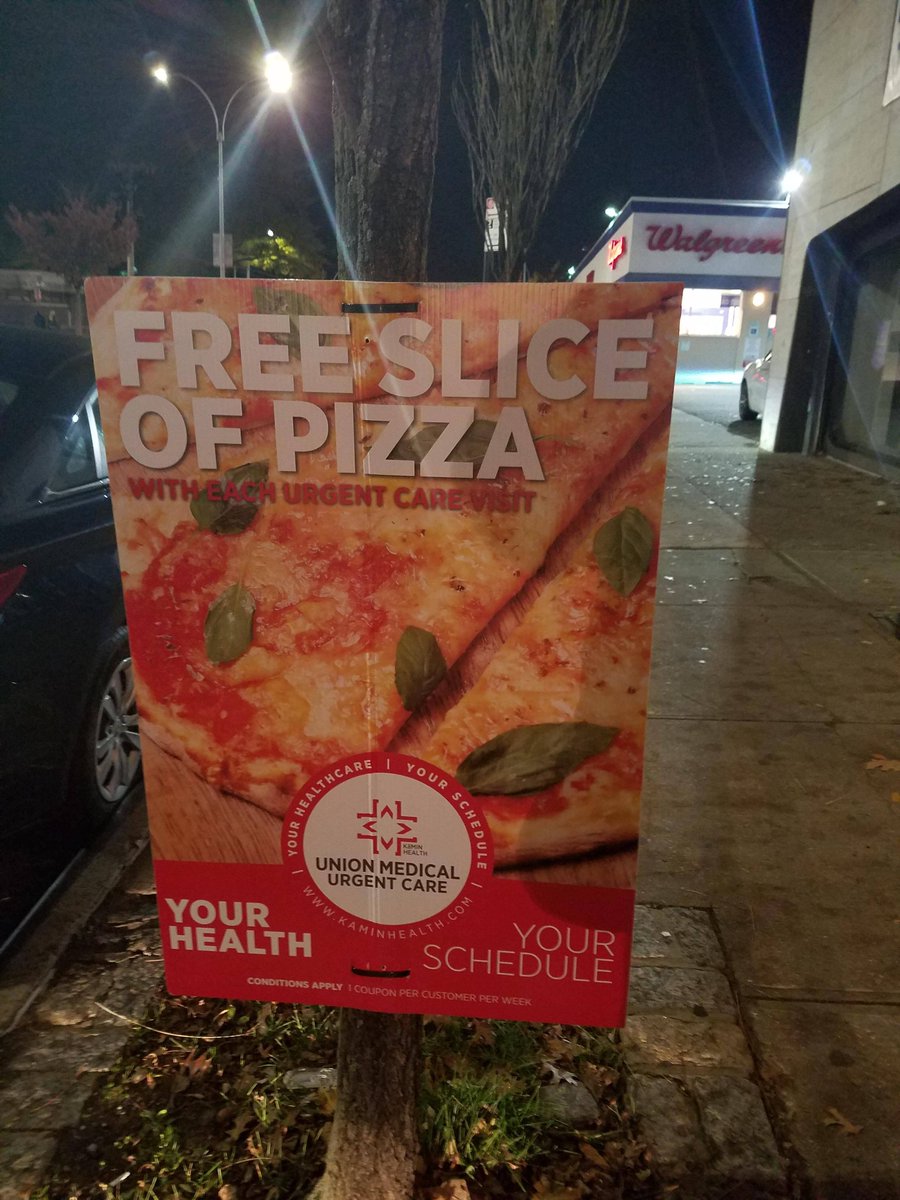 Walgreens
FREE SLICE
OF PIZZA
WITH EACH URGENT CARE VISIT
YOUR HEALTHCARE | YOUR SCHEDULE
KAMIN
HEALTH
UNION MEDICAL
URGENT CARE
WWW.KAMINHEALTH.COM
YOUR
HEALTH
YOUR
SCHEDULE
CONDITIONS APPLY 1 COUPON PER CUSTOMER PER WEEK